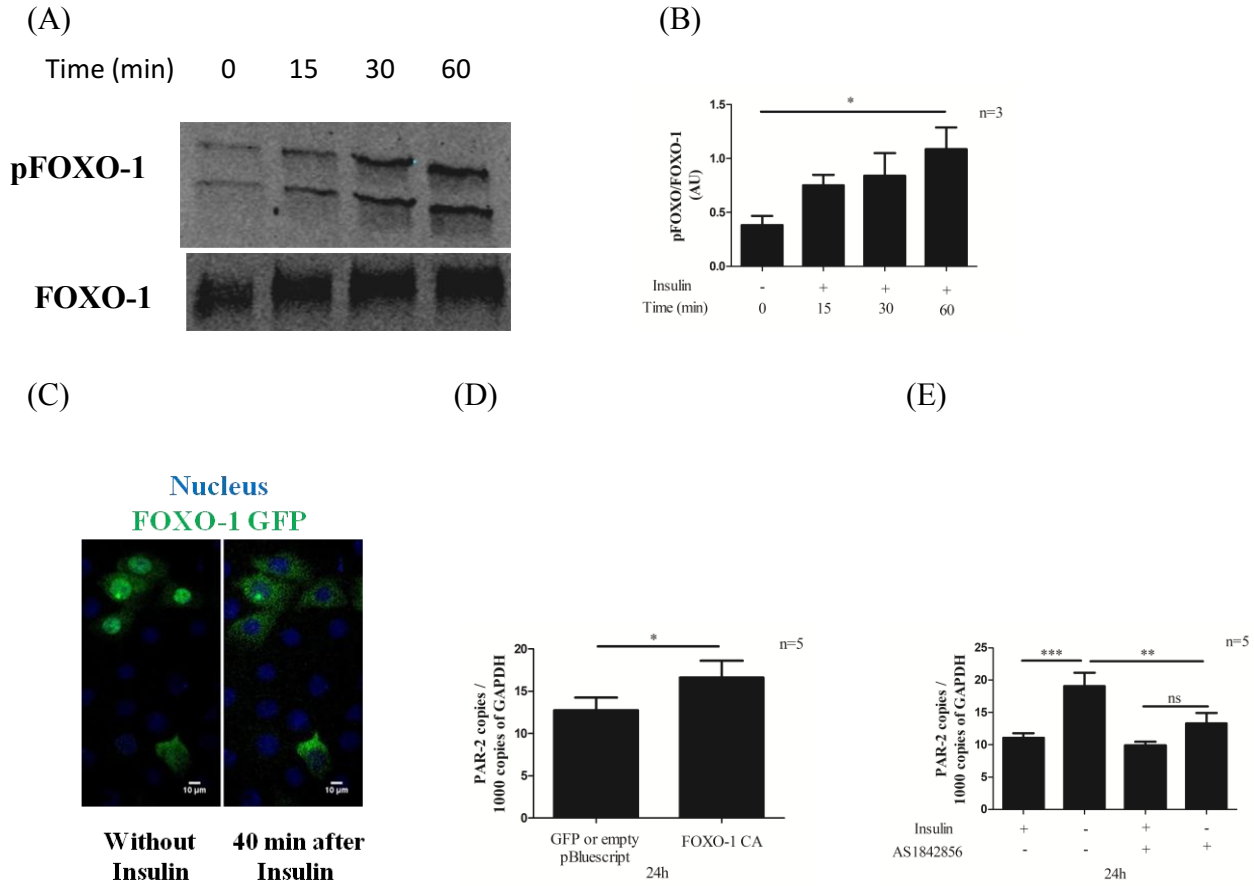 (A)
Time (min) 0 15 30 60
pFOXO-1
FOXO-1
(B)
*
n=3
1.5
1.0
0.5
0.0
pFOXO/FOXO-1
(AU)
Insulin - + + +
Time (min) 0 15 30 60
(C)
Nucleus
FOXO-1 GFP
10 µm
10 µm
Without
Insulin
40 min after
Insulin
(D)
*
n=5
20
15
10
5
0
PAR-2 copies /
1000 copies of GAPDH
GFP or empty
pBluescript
FOXO-1 CA
24h
(E)
n=5
***
**
ns
25
20
15
10
5
0
PAR-2 copies /
1000 copies of GAPDH
Insulin + - + -
AS1842856 - - + +
24h